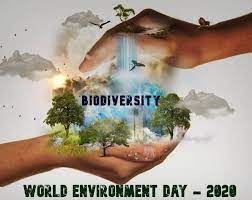 BIODIVERSITY
WORLD ENVIRONMENT DAY - 2020